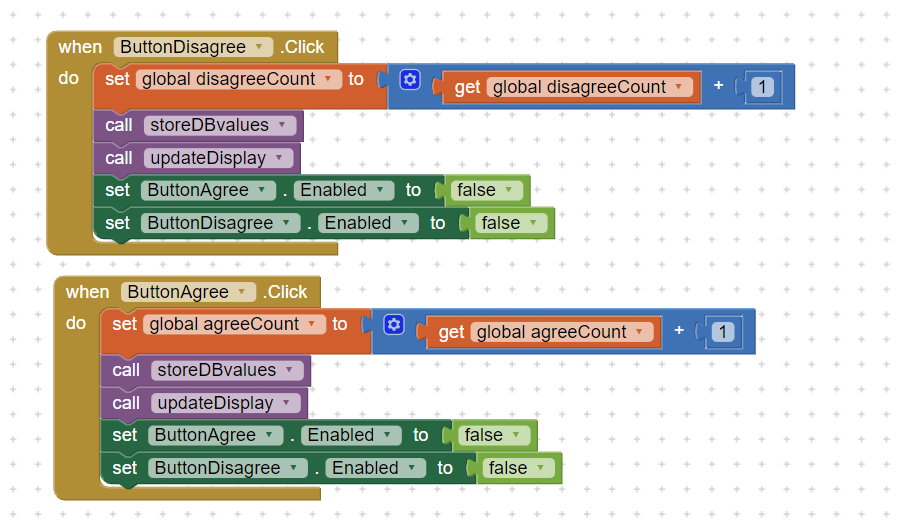 when ButtonDisagree .Click
do set global disagreeCount to get global disagreeCount + 1
call storeDBvalues
call updateDisplay
set ButtonAgree . Enabled to false
set ButtonDisagree . Enabled to false
when ButtonAgree .Click
do set global agreeCount to get global agreeCount + 1
call storeDBvalues
call updateDisplay
set ButtonAgree . Enabled to false
set ButtonDisagree . Enabled to false